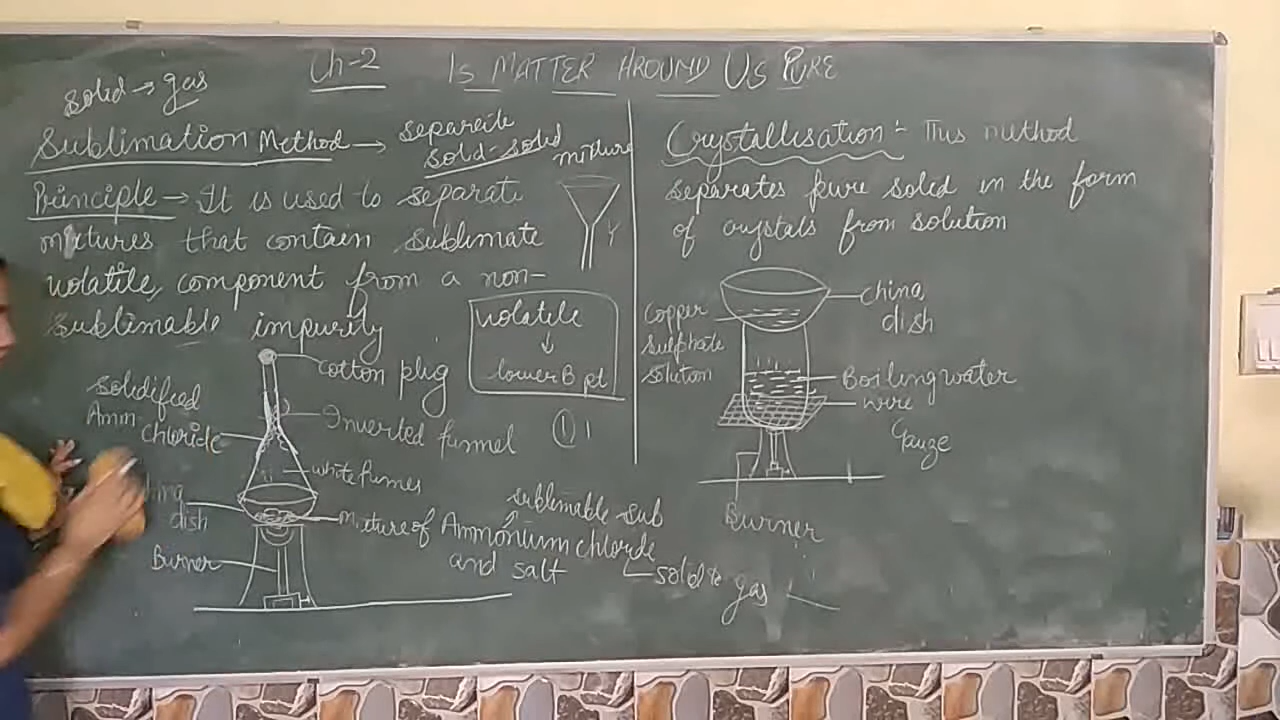 Ch-2 IS MATTER AROUND US PURE
solid → gas
Sublimation Method → separate
solid-solid mixture
Principle → It is used to separate
mixtures that contain sublimate
volatile, component from a non-
sublimable impurity
volatile
↓
lower B pt
cotton plug
solidified
Amm
chloride
Inverted funnel
white fumes
dish
sublimable sub
mixture of Ammonium chloride
and salt
solid to gas
Burner
Crystallisation :- This method
separates pure solid in the form
of crystals from solution
china
dish
Copper
sulphate
solution
Boiling water
wire
Gauze
Burner